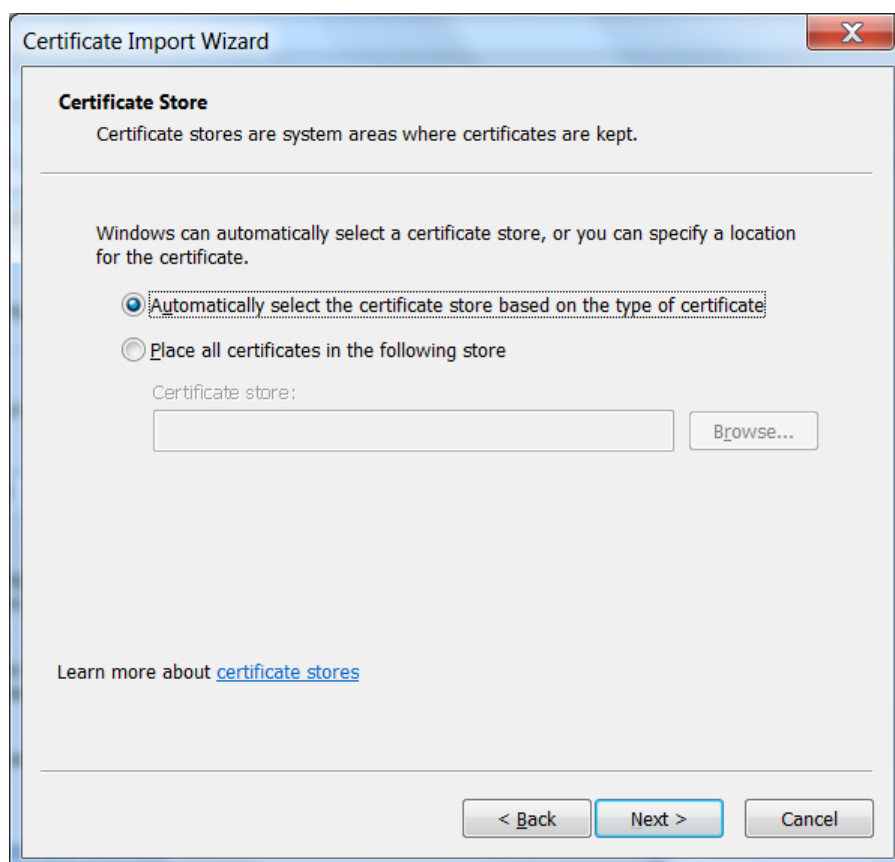 Certificate Import Wizard
Certificate Store
Certificate stores are system areas where certificates are kept.
Windows can automatically select a certificate store, or you can specify a location
for the certificate.
Automatically select the certificate store based on the type of certificate
Place all certificates in the following store
Certificate store:
Browse...
Learn more about certificate stores
< Back Next > Cancel